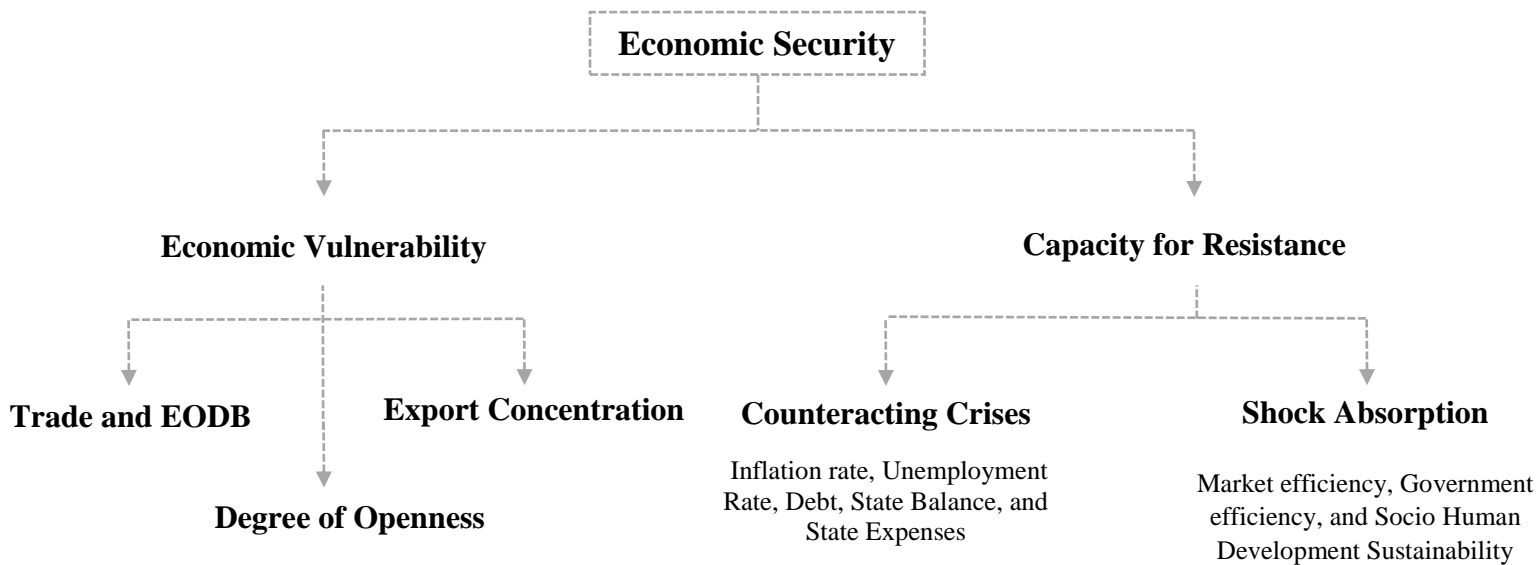 Economic Security
Economic Vulnerability
Capacity for Resistance
Trade and EODB
Export Concentration
Degree of Openness
Counteracting Crises
Inflation rate, Unemployment
Rate, Debt, State Balance, and
State Expenses
Shock Absorption
Market efficiency, Government
efficiency, and Socio Human
Development Sustainability